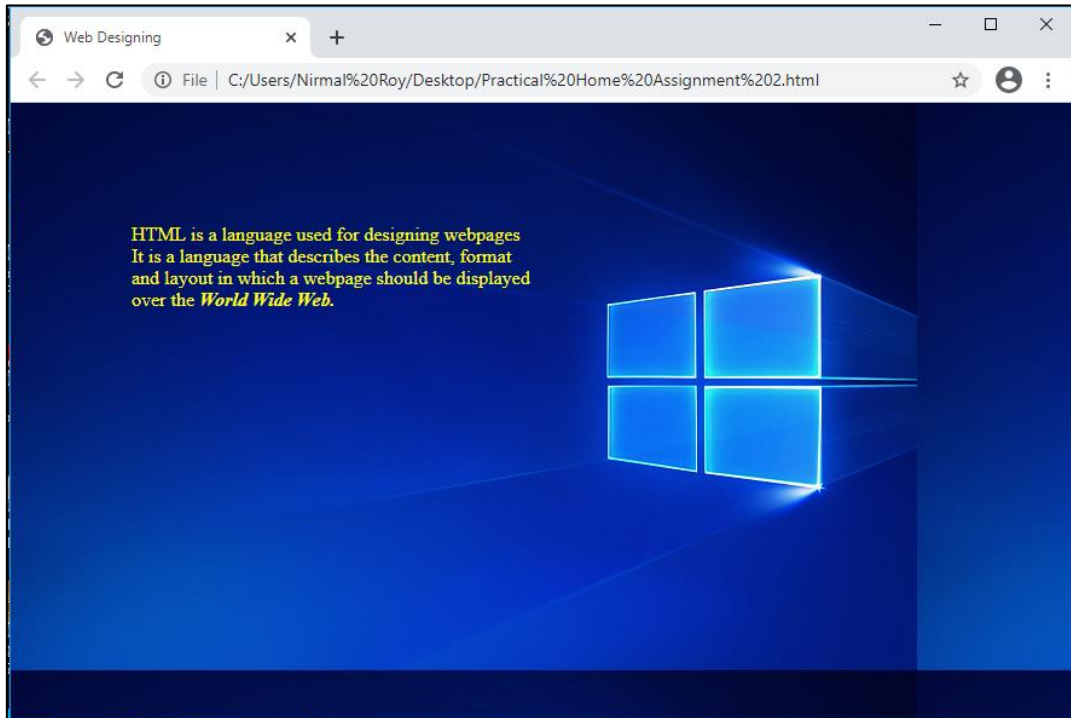 Web Designing
File | C:/Users/Nirmal%20Roy/Desktop/Practical%20Home%20Assignment%202.html
HTML is a language used for designing webpages
It is a language that describes the content, format
and layout in which a webpage should be displayed
over the World Wide Web.